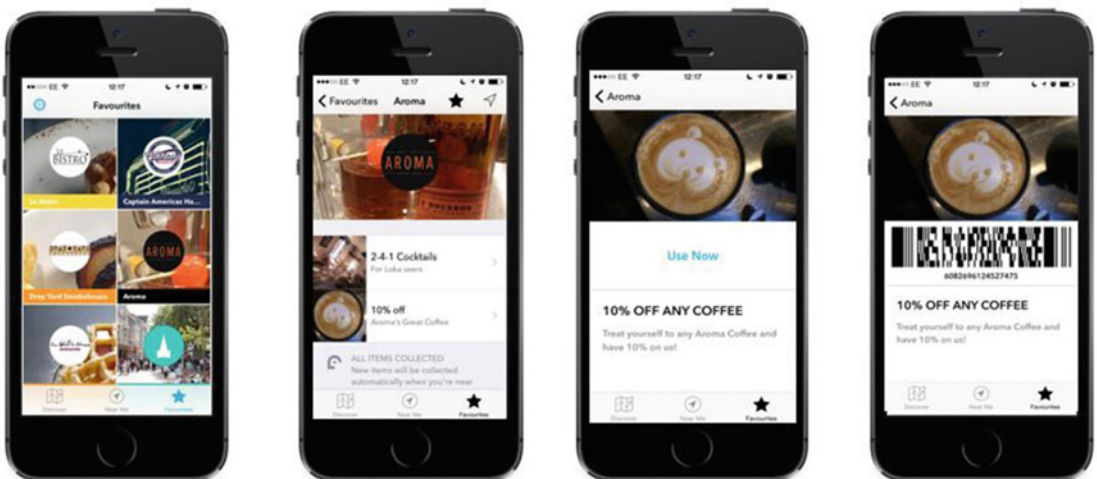 EE 12:17
Favourites
BISTRO
Le Bistro
Captain Americas Ha...
Dray Yard Smokehouse
AROMA
Aroma
Discover
Near Me
Favourites
EE 12:17
Favourites
Aroma
AROMA
BOURBON
2-4-1 Cocktails
For Loka users
10% off
Aroma's Great Coffee
ALL ITEMS COLLECTED
New items will be collected
automatically when you're near
Discover
Near Me
Favourites
EE 12:17
Aroma
Use Now
10% OFF ANY COFFEE
Treat yourself to any Aroma Coffee and
have 10% on us!
Discover
Near Me
Favourites
EE 12:17
Aroma
6082696124527475
10% OFF ANY COFFEE
Treat yourself to any Aroma Coffee and
have 10% on us!
Discover
Near Me
Favourites